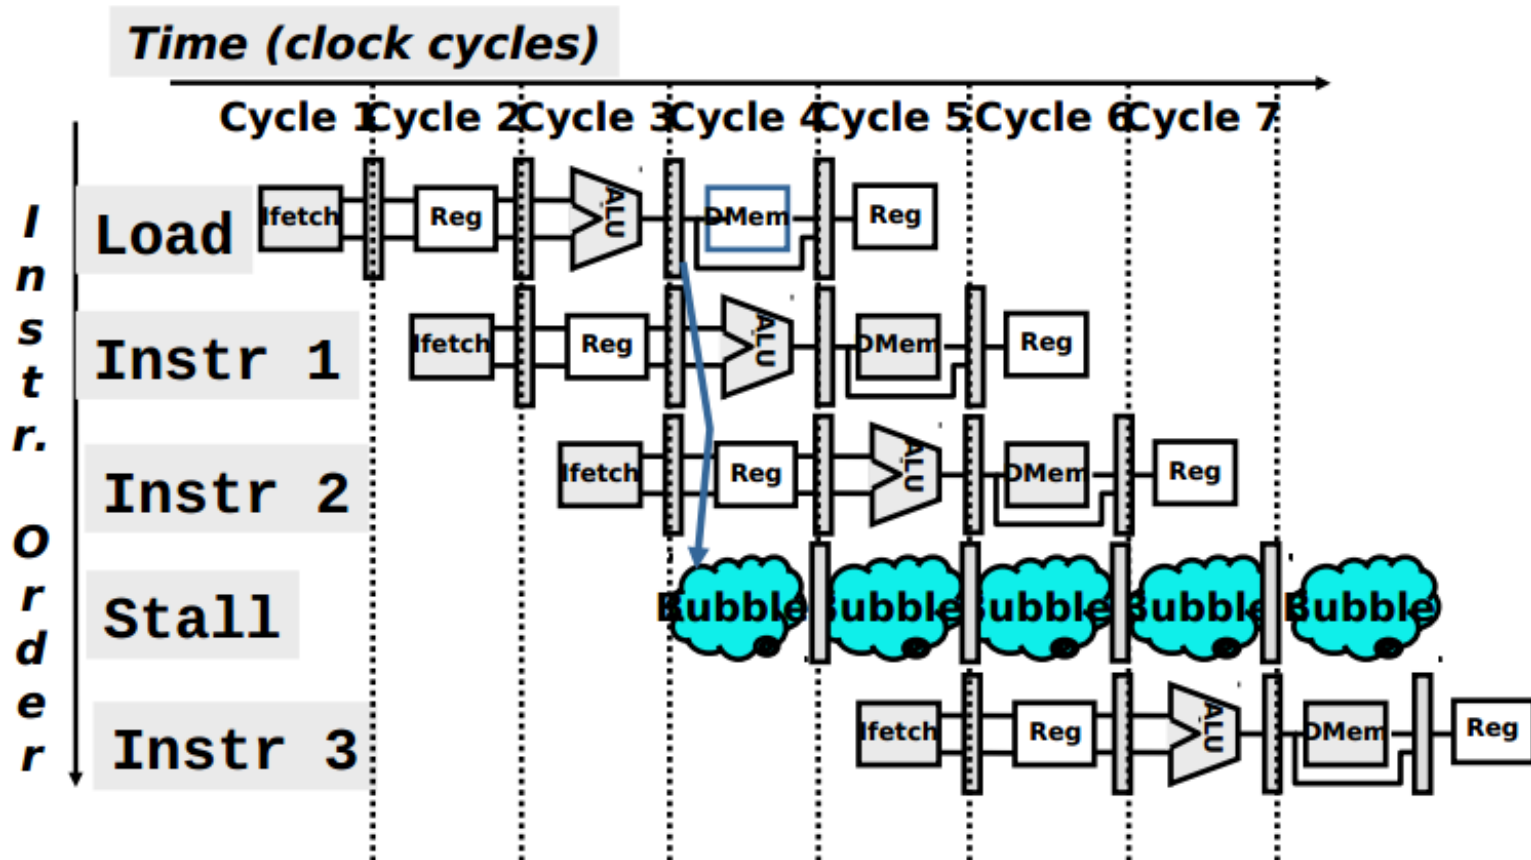 Time (clock cycles)
Cycle 1 Cycle 2 Cycle 3 Cycle 4 Cycle 5 Cycle 6 Cycle 7
Instr. Order
Load Ifetch Reg ALU DMem Reg
Instr 1 Ifetch Reg ALU DMem Reg
Instr 2 Ifetch Reg ALU DMem Reg
Stall Bubble Bubble Bubble Bubble Bubble
Instr 3 Ifetch Reg ALU DMem Reg